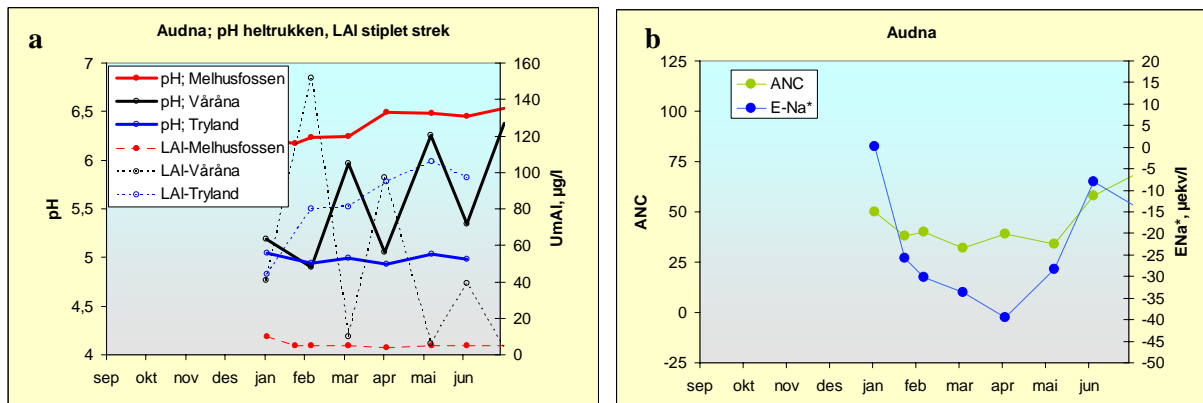 a
Audna; pH heltrukken, LAl stiplet strek
7
6,5
6
5,5
5
4,5
4
pH
pH; Melhusfossen
pH; Våråna
pH; Tryland
LAl-Melhusfossen
LAl-Våråna
LAl-Tryland
160
140
120
100
80
60
40
20
0
UmAl, µg/l
sep okt nov des jan feb mar apr mai jun
b
Audna
125
100
75
50
25
0
-25
ANC
ANC
E-Na*
20
15
10
5
0
-5
-10
-15
-20
-25
-30
-35
-40
-45
-50
ENa*, µekv/l
sep okt nov des jan feb mar apr mai jun